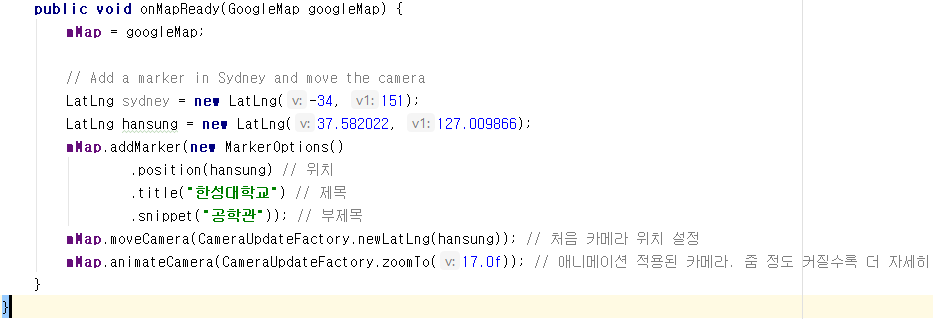 public void onMapReady(GoogleMap googleMap) {
mMap = googleMap;
// Add a marker in Sydney and move the camera
LatLng sydney = new LatLng( v: -34, v1: 151);
LatLng hansung = new LatLng( v: 37.582022, v1: 127.009866);
mMap.addMarker(new MarkerOptions()
.position(hansung) // 위치
.title("한성대학교") // 제목
.snippet("공학관")); // 부제목
mMap.moveCamera(CameraUpdateFactory.newLatLng(hansung)); // 처음 카메라 위치 설정
mMap.animateCamera(CameraUpdateFactory.zoomTo( v: 17.0f)); // 애니메이션 적용된 카메라. 줌 정도 커질수록 더 자세히
}
}